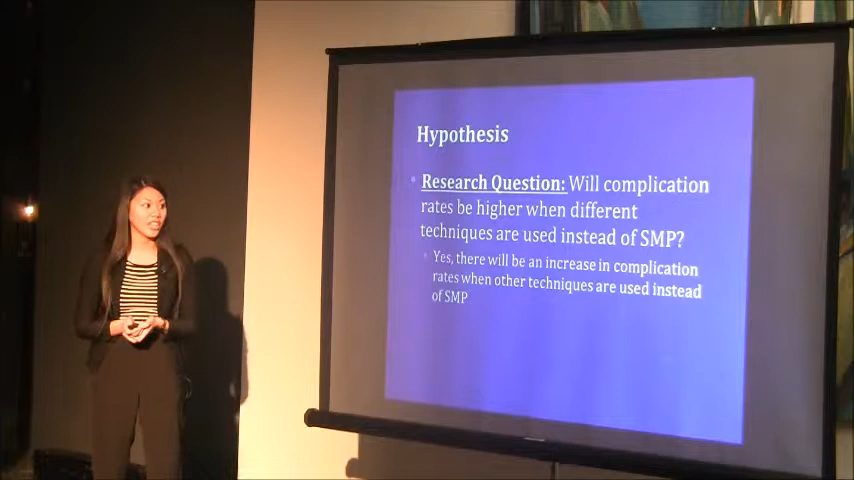 Hypothesis
Research Question: Will complication
rates be higher when different
techniques are used instead of SMP?
Yes, there will be an increase in complication
rates when other techniques are used instead
of SMP